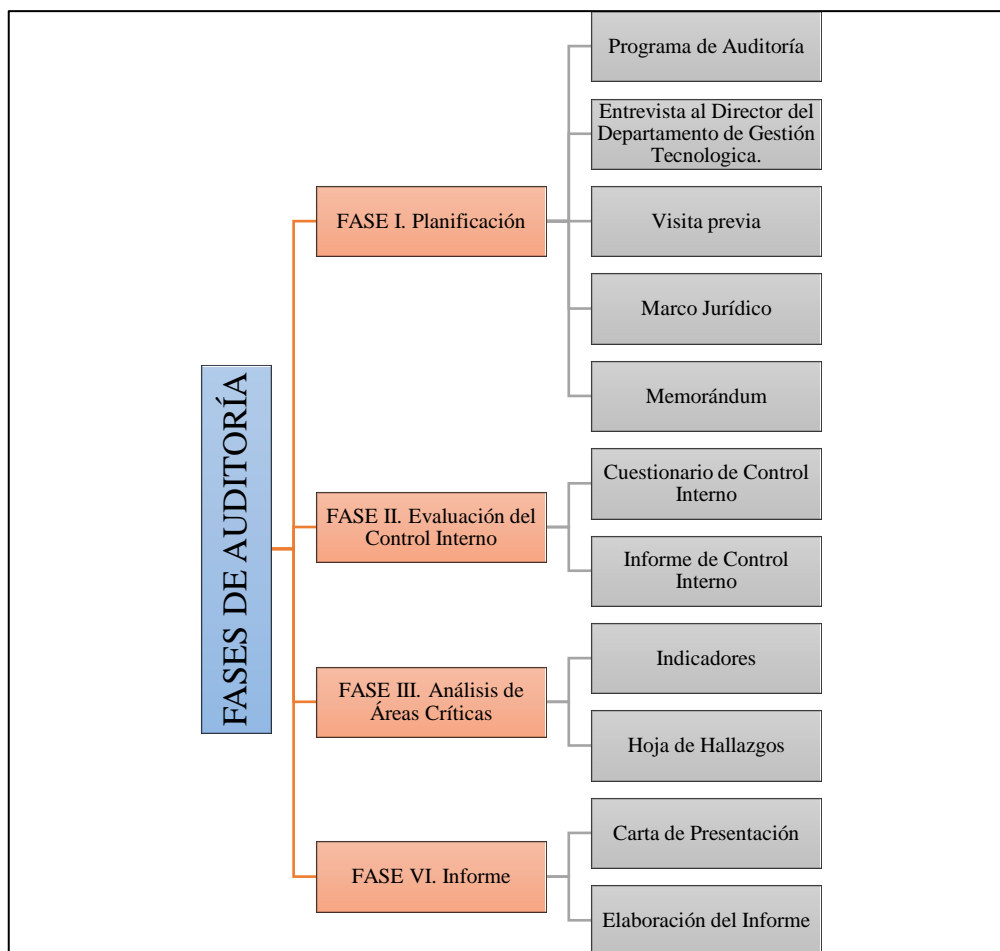 FASES DE AUDITORÍA
FASE I. Planificación
Programa de Auditoría
Entrevista al Director del
Departamento de Gestión
Tecnologica.
Visita previa
Marco Jurídico
Memorándum
FASE II. Evaluación del
Control Interno
Cuestionario de Control
Interno
Informe de Control
Interno
FASE III. Análisis de
Áreas Críticas
Indicadores
Hoja de Hallazgos
FASE VI. Informe
Carta de Presentación
Elaboración del Informe